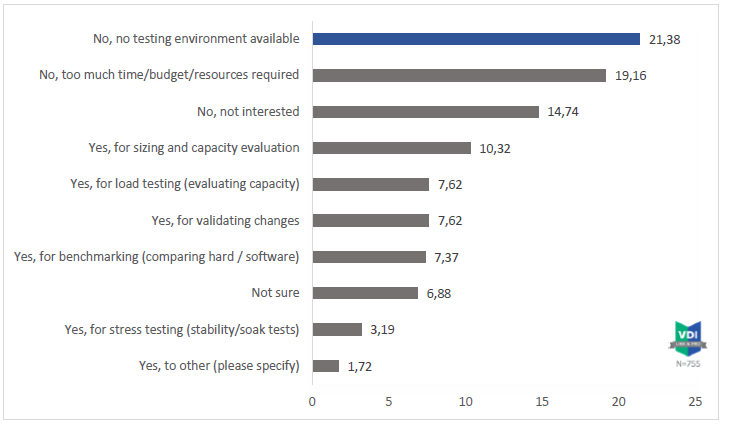 No, no testing environment available 21,38
No, too much time/budget/resources required 19,16
No, not interested 14,74
Yes, for sizing and capacity evaluation 10,32
Yes, for load testing (evaluating capacity) 7,62
Yes, for validating changes 7,62
Yes, for benchmarking (comparing hard / software) 7,37
Not sure 6,88
Yes, for stress testing (stability/soak tests) 3,19
Yes, to other (please specify) 1,72
VDI
N=755
0 5 10 15 20 25